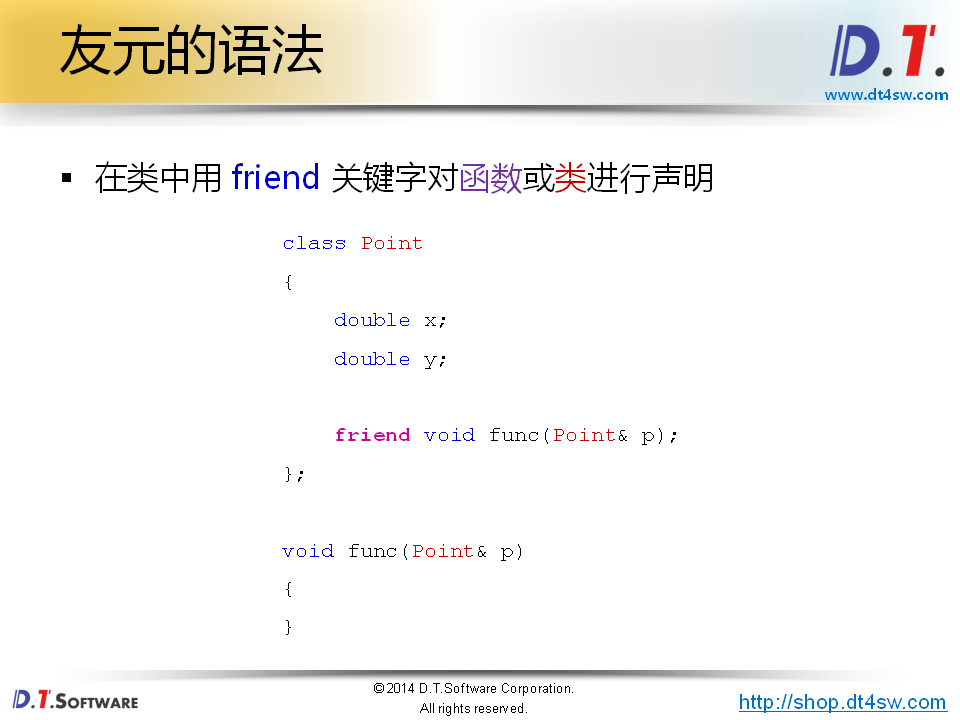 友元的语法
D.T.
www.dt4sw.com
▪ 在类中用 friend 关键字对函数或类进行声明
class Point
{
    double x;
    double y;
    friend void func(Point& p);
};
void func(Point& p)
{
}
D.T.SOFTWARE
©2014 D.T.Software Corporation.
All rights reserved.
http://shop.dt4sw.com